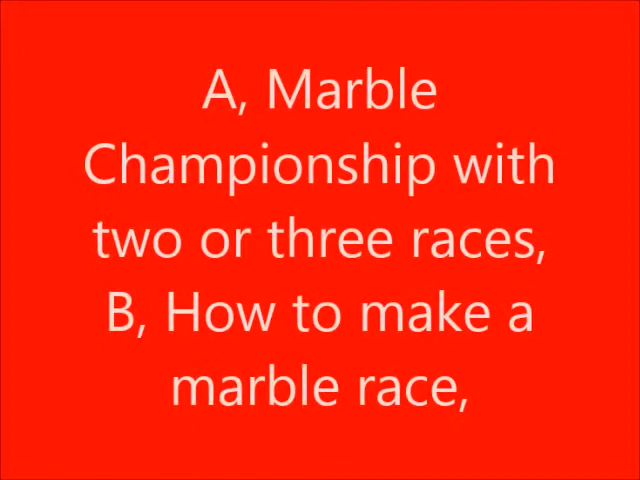 A, Marble
Championship with
two or three races,
B, How to make a
marble race,